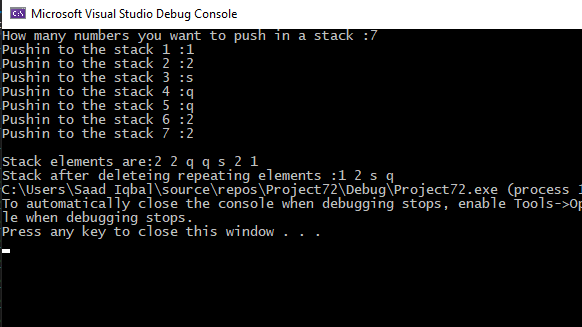 Microsoft Visual Studio Debug Console
How many numbers you want to push in a stack :7
Pushin to the stack 1 :1
Pushin to the stack 2 :2
Pushin to the stack 3 :s
Pushin to the stack 4 :q
Pushin to the stack 5 :q
Pushin to the stack 6 :2
Pushin to the stack 7 :2
Stack elements are:2 2 q q s 2 1
Stack after deleteing repeating elements :1 2 s q
C:\Users\Saad Iqbal\source\repos\Project72\Debug\Project72.exe (process 1
To automatically close the console when debugging stops, enable Tools->Op
le when debugging stops.
Press any key to close this window . . .